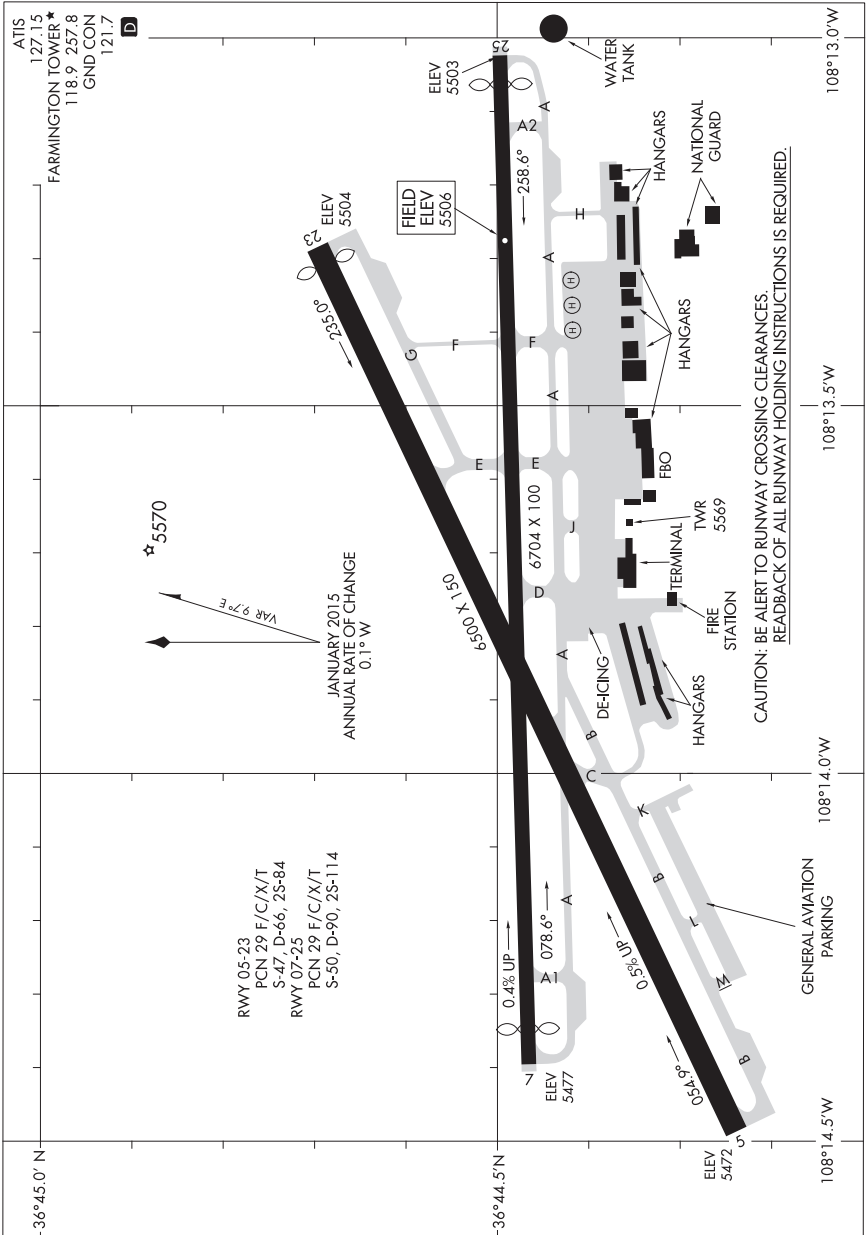 ATIS
127.15
FARMINGTON TOWER★
118.9 257.8
GND CON
121.7
D
36°45.0' N
36°44.5'N
108°13.0'W
108°13.5'W
108°14.0'W
108°14.5'W
☆5570
VAR 9.7° E
JANUARY 2015
ANNUAL RATE OF CHANGE
0.1° W
RWY 05-23
PCN 29 F/C/X/T
S-47, D-66, 2S-84
RWY 07-25
PCN 29 F/C/X/T
S-50, D-90, 2S-114
23
ELEV
5504
235.0°
FIELD
ELEV
5506
ELEV
5503
25
258.6°
A2
A
WATER
TANK
H
A
H
H
H
HANGARS
NATIONAL
GUARD
HANGARS
G
F
F
A
E
E
6500 X 150
6704 X 100
J
D
FBO
TWR
5569
TERMINAL
FIRE
STATION
A
DE-ICING
HANGARS
B
C
K
B
L
M
B
GENERAL AVIATION
PARKING
0.4% UP
078.6°
A1
A
7
ELEV
5477
0.5% UP
054.9°
5
ELEV
5472
CAUTION: BE ALERT TO RUNWAY CROSSING CLEARANCES.
READBACK OF ALL RUNWAY HOLDING INSTRUCTIONS IS REQUIRED.